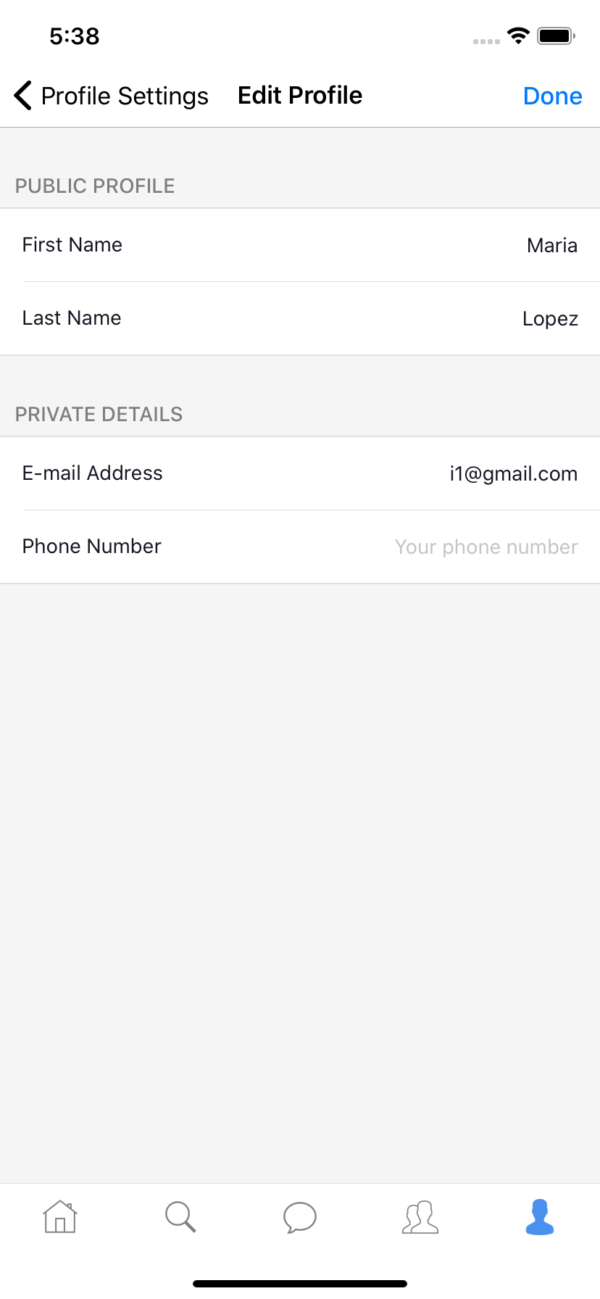 5:38
Profile Settings Edit Profile Done
PUBLIC PROFILE
First Name Maria
Last Name Lopez
PRIVATE DETAILS
E-mail Address i1@gmail.com
Phone Number Your phone number